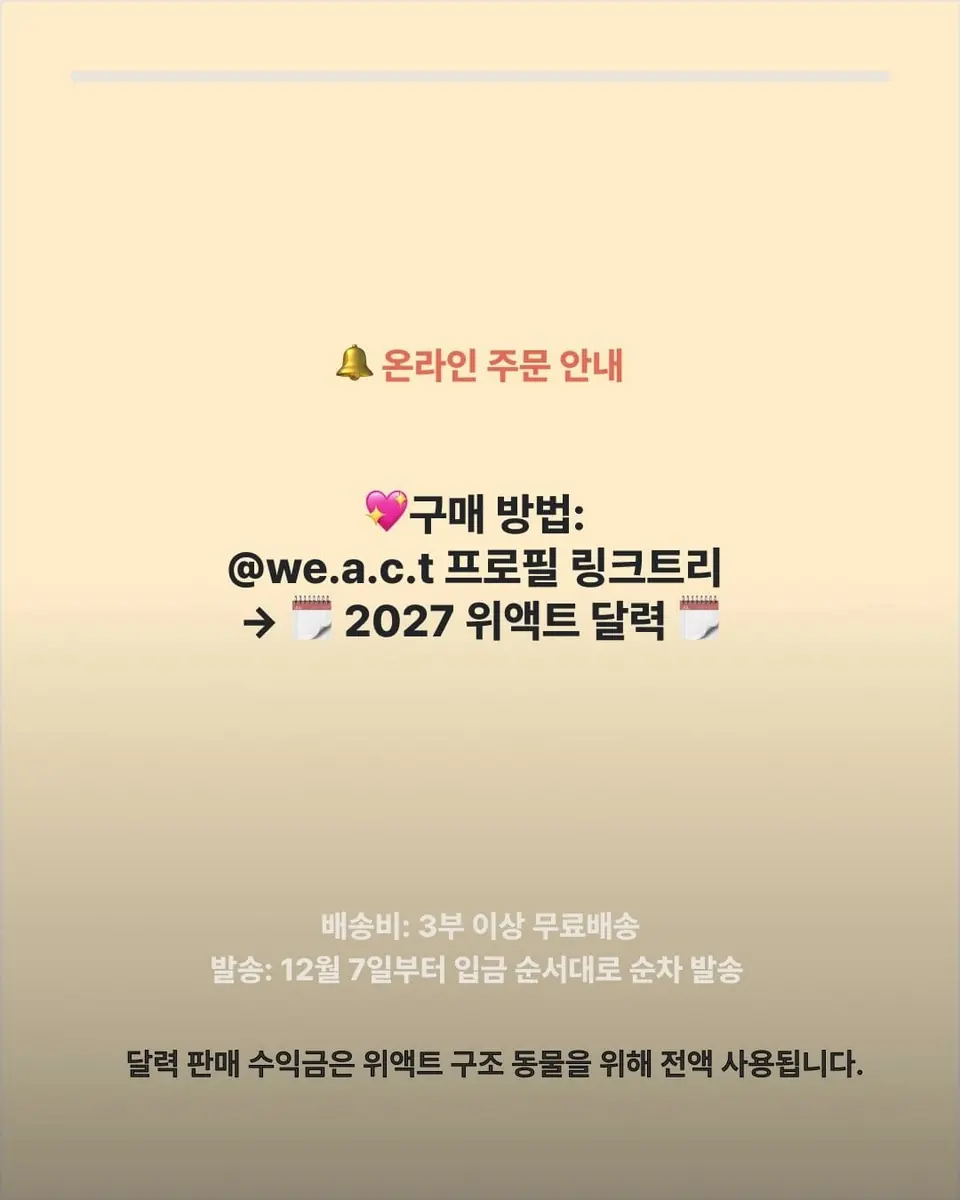 🔔 온라인 주문 안내
💖구매 방법:
@we.a.c.t 프로필 링크트리
→ 🗓️ 2027 위액트 달력 🗓️
배송비: 3부 이상 무료배송
발송: 12월 7일부터 입금 순서대로 순차 발송
달력 판매 수익금은 위액트 구조 동물을 위해 전액 사용됩니다.